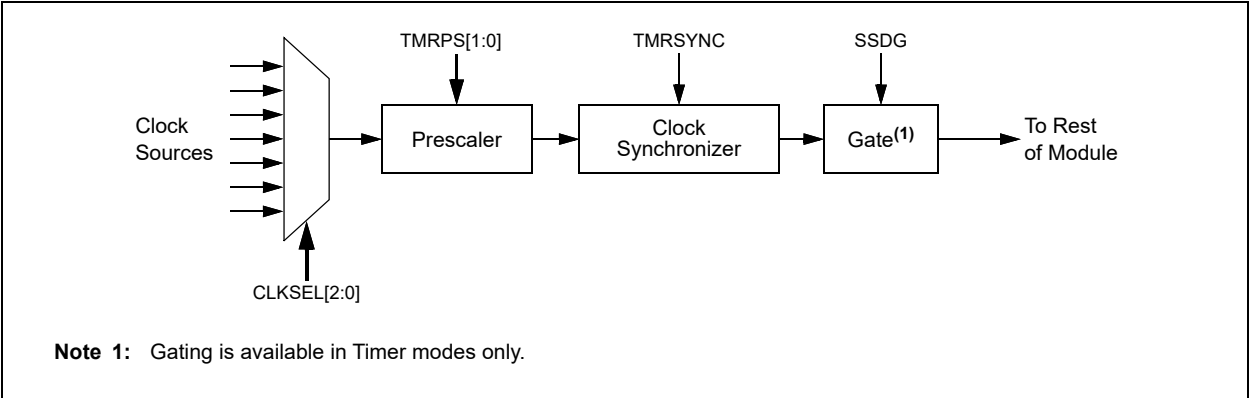 TMRPS[1:0]
TMRSYNC
SSDG
Clock
Sources
Prescaler
Clock
Synchronizer
Gate(1)
To Rest
of Module
CLKSEL[2:0]
Note 1: Gating is available in Timer modes only.